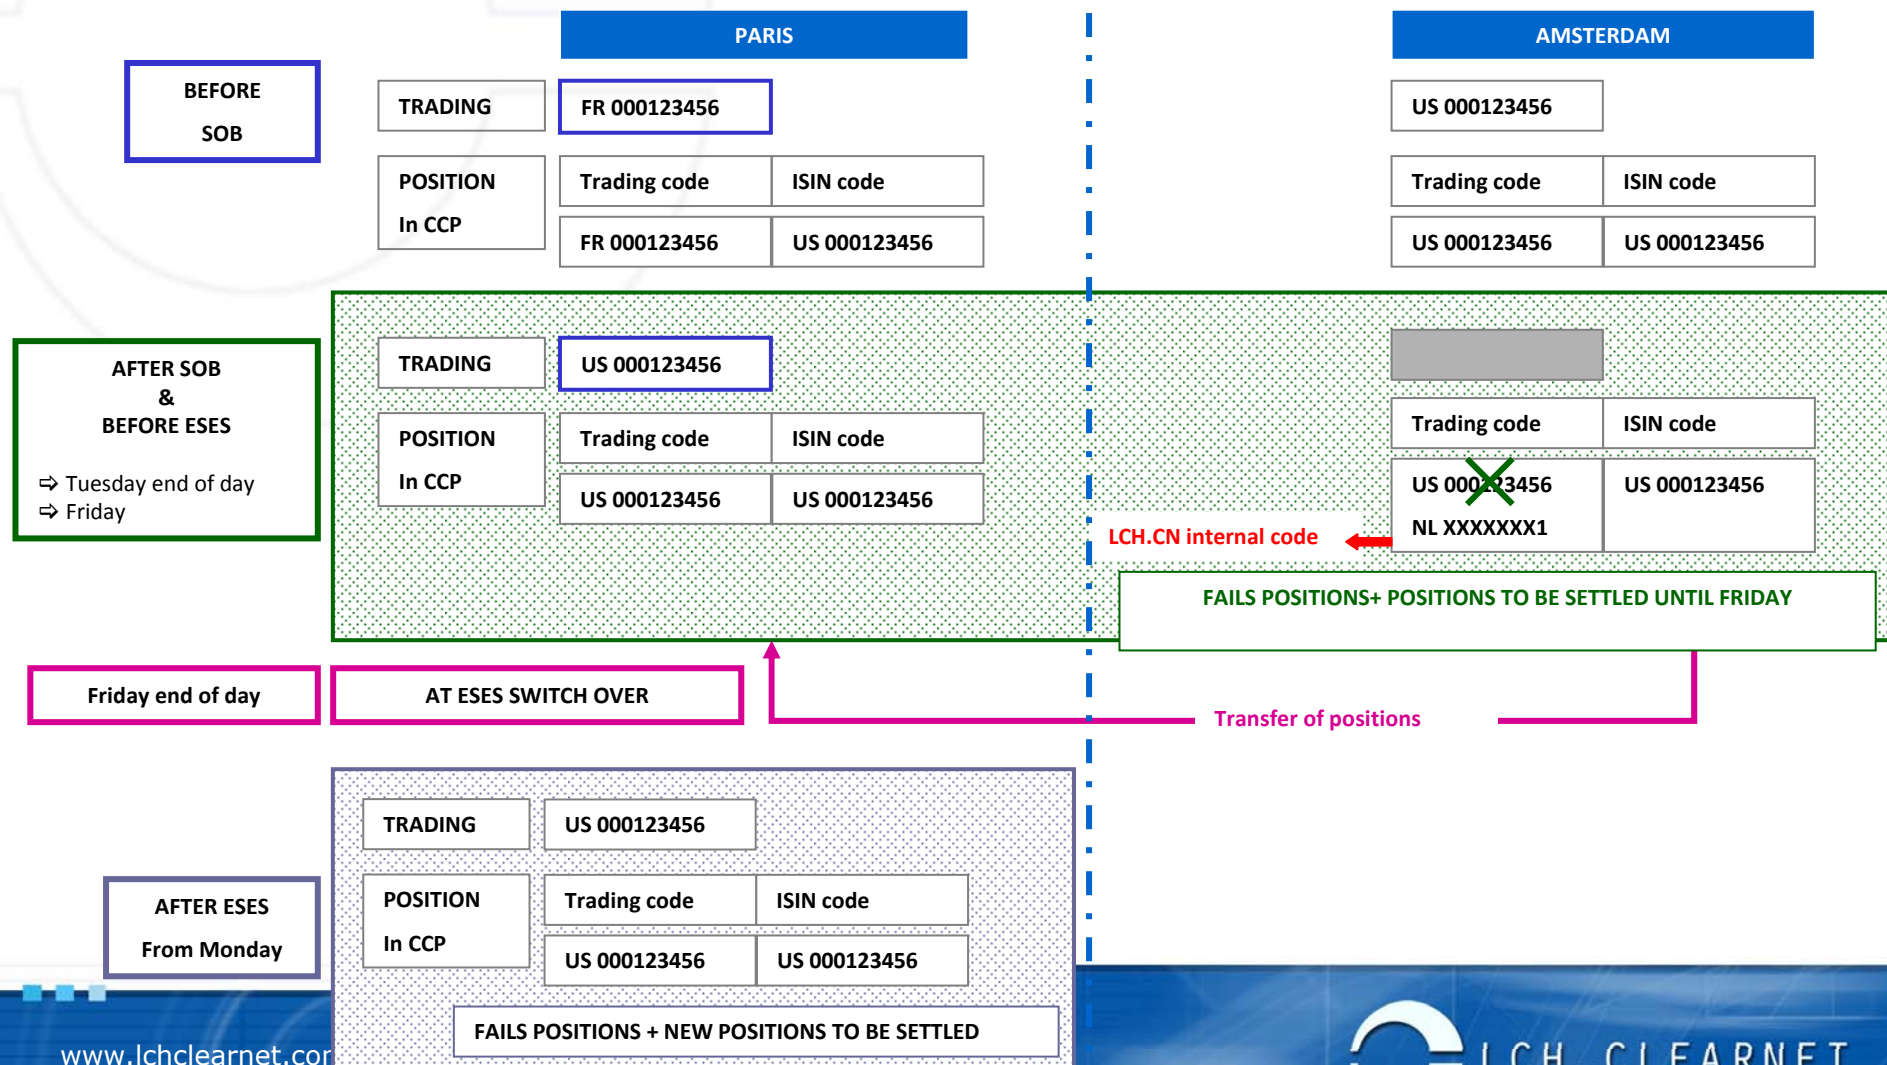 PARIS
AMSTERDAM
BEFORE
SOB
TRADING
FR 000123456
US 000123456
POSITION
In CCP
Trading code
ISIN code
Trading code
ISIN code
FR 000123456
US 000123456
US 000123456
US 000123456
AFTER SOB
&
BEFORE ESES
⇨ Tuesday end of day
⇨ Friday
TRADING
US 000123456
POSITION
In CCP
Trading code
ISIN code
Trading code
ISIN code
US 000123456
US 000123456
US 000123456
NL XXXXXXX1
US 000123456
LCH.CN internal code
FAILS POSITIONS+ POSITIONS TO BE SETTLED UNTIL FRIDAY
Friday end of day
AT ESES SWITCH OVER
Transfer of positions
AFTER ESES
From Monday
TRADING
US 000123456
POSITION
In CCP
Trading code
ISIN code
US 000123456
US 000123456
FAILS POSITIONS + NEW POSITIONS TO BE SETTLED
www.lchclearnet.cor
LCH CLEARNET